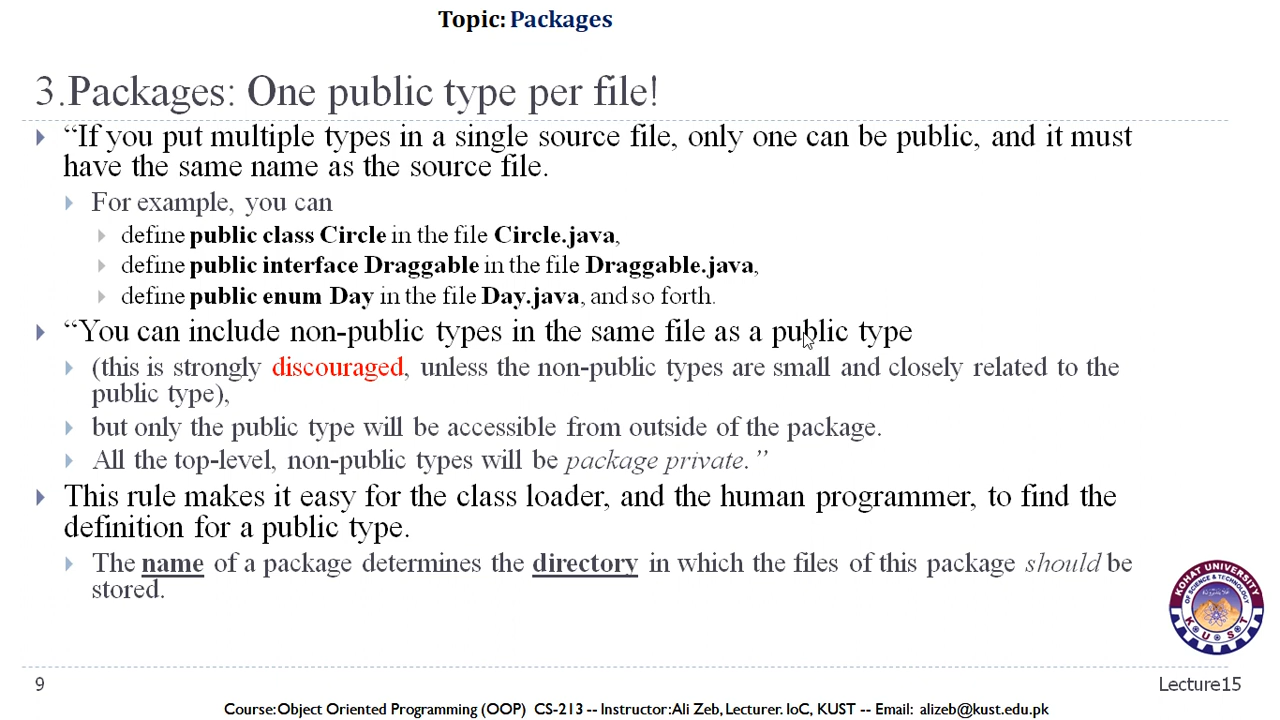 Topic: Packages
3.Packages: One public type per file!
“If you put multiple types in a single source file, only one can be public, and it must
have the same name as the source file.
For example, you can
define public class Circle in the file Circle.java,
define public interface Draggable in the file Draggable.java,
define public enum Day in the file Day.java, and so forth.
“You can include non-public types in the same file as a public type
(this is strongly discouraged, unless the non-public types are small and closely related to the
public type),
but only the public type will be accessible from outside of the package.
All the top-level, non-public types will be package private.”
This rule makes it easy for the class loader, and the human programmer, to find the
definition for a public type.
The name of a package determines the directory in which the files of this package should be
stored.
KOHAT UNIVERSITY
OF SCIENCE & TECHNOLOGY
K U S T
9
Lecture15
Course: Object Oriented Programming (OOP) CS-213 -- Instructor: Ali Zeb, Lecturer. IoC, KUST -- Email: alizeb@kust.edu.pk